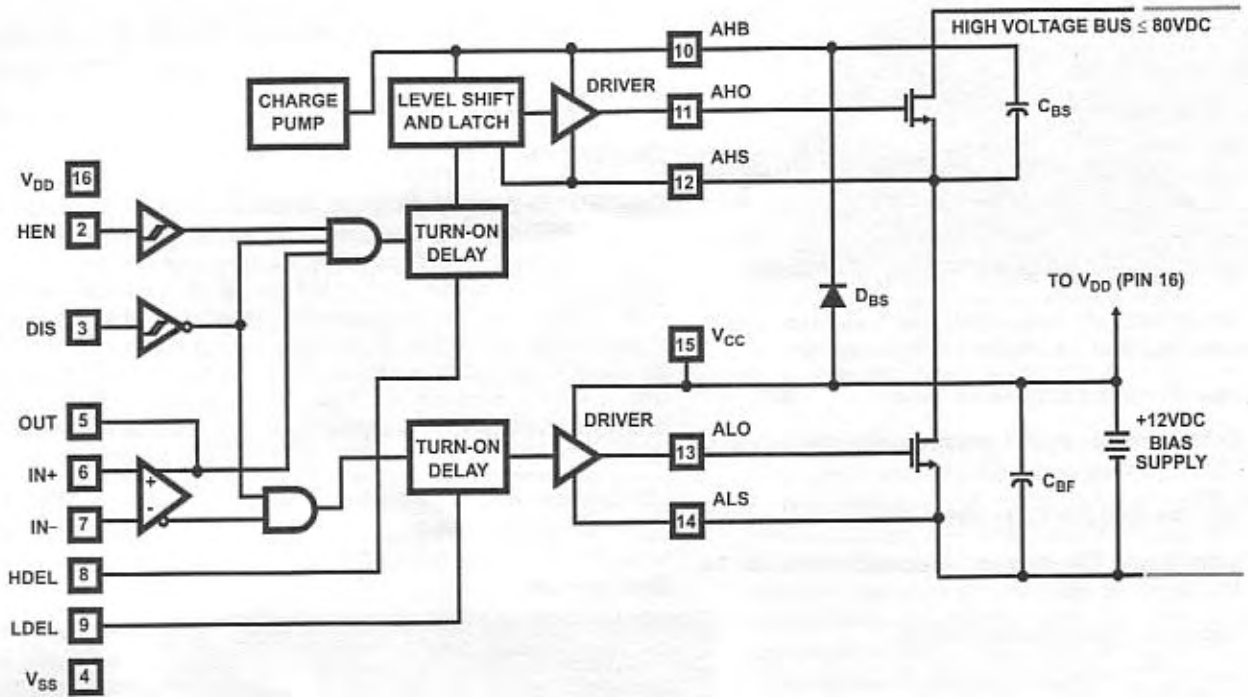 AHB
HIGH VOLTAGE BUS ≤ 80VDC
10
DRIVER
CHARGE
PUMP
LEVEL SHIFT
AND LATCH
AHO
11
C_BS
AHS
12
V_DD 16
HEN 2
TURN-ON
DELAY
TO V_DD (PIN 16)
D_BS
DIS 3
V_CC
15
OUT 5
DRIVER
ALO
+12VDC
BIAS
SUPPLY
TURN-ON
DELAY
13
IN+ 6
+
-
C_BF
ALS
14
IN– 7
HDEL 8
LDEL 9
V_SS 4